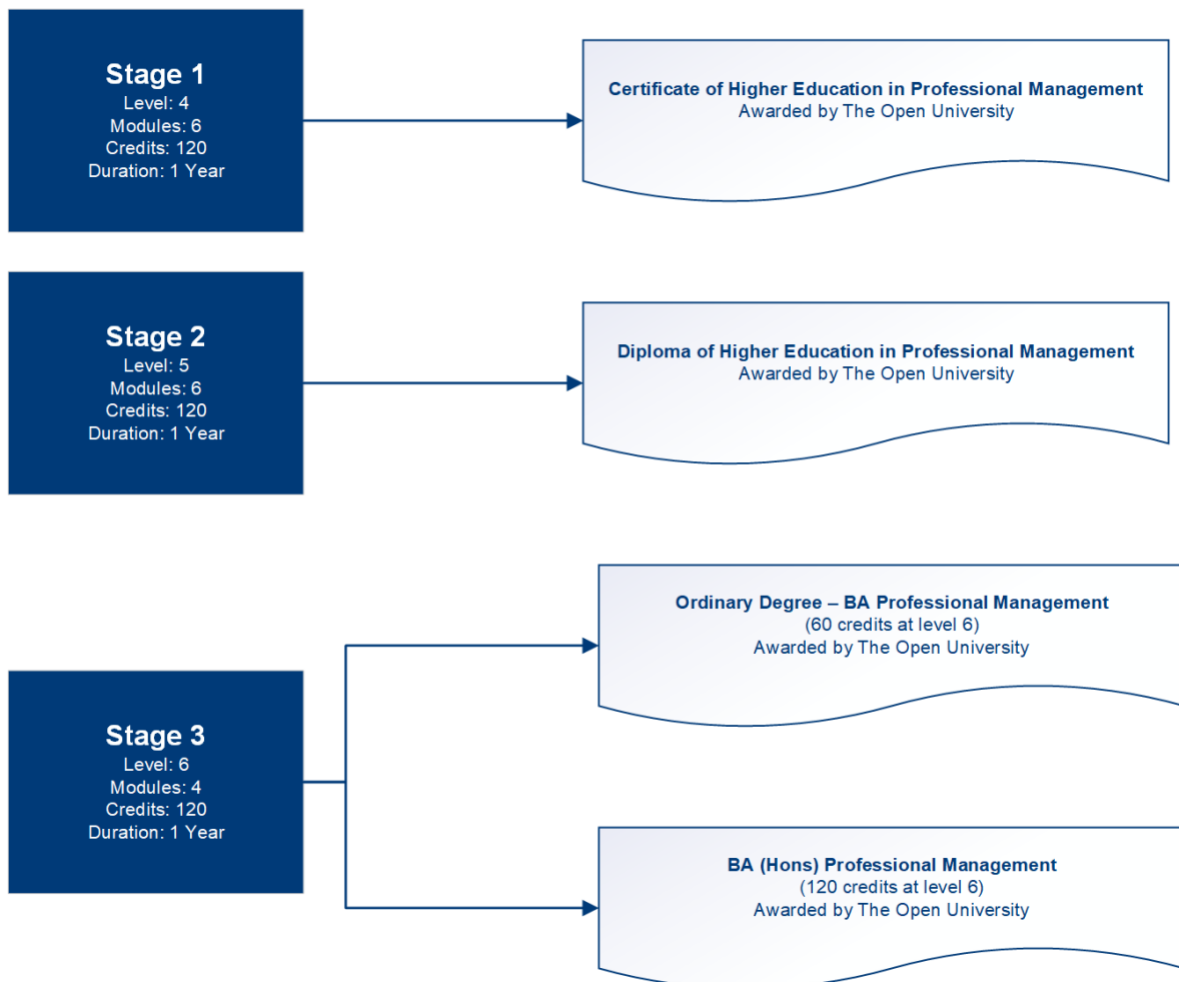 Stage 1
Level: 4
Modules: 6
Credits: 120
Duration: 1 Year
Certificate of Higher Education in Professional Management
Awarded by The Open University
Stage 2
Level: 5
Modules: 6
Credits: 120
Duration: 1 Year
Diploma of Higher Education in Professional Management
Awarded by The Open University
Stage 3
Level: 6
Modules: 4
Credits: 120
Duration: 1 Year
Ordinary Degree – BA Professional Management
(60 credits at level 6)
Awarded by The Open University
BA (Hons) Professional Management
(120 credits at level 6)
Awarded by The Open University